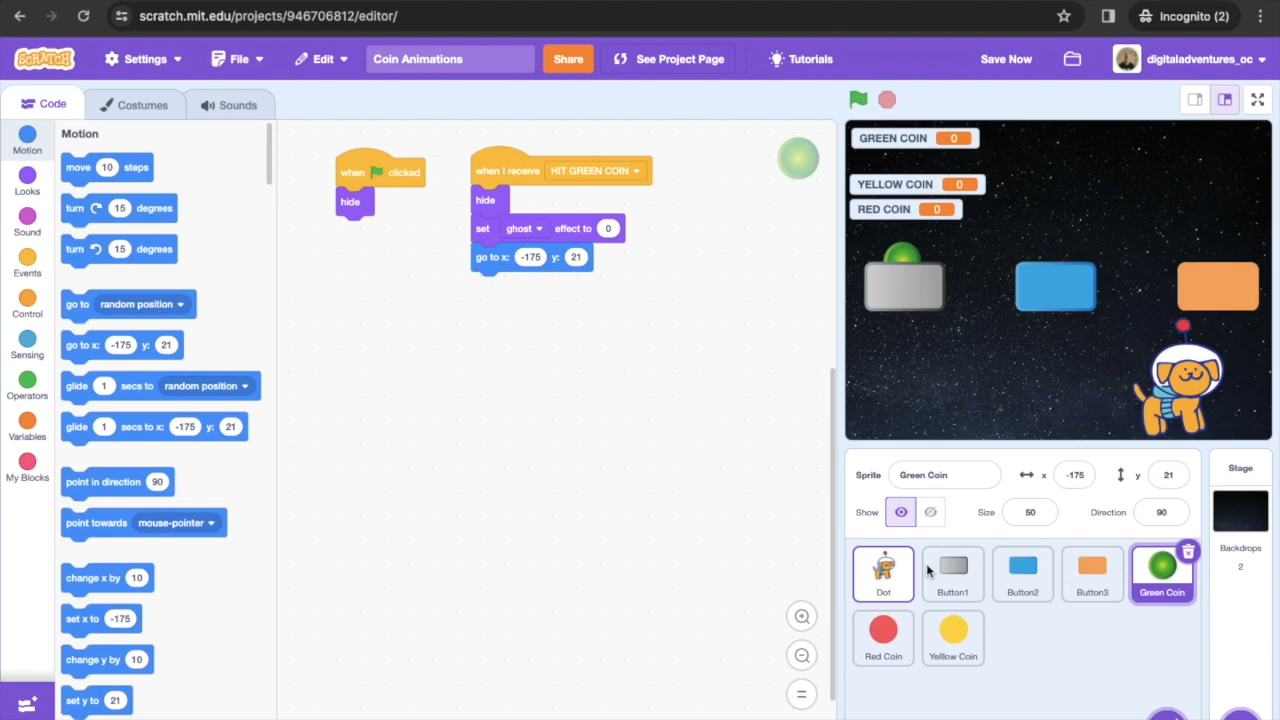 scratch.mit.edu/projects/946706812/editor/
Incognito (2)
SCRATCH
Settings
File
Edit
Coin Animations
Share
See Project Page
Tutorials
Save Now
digitaladventures_oc
Code
Costumes
Sounds
Motion
Looks
Sound
Events
Control
Sensing
Operators
Variables
My Blocks
Motion
move 10 steps
turn 15 degrees
turn 15 degrees
go to random position
go to x: -175 y: 21
glide 1 secs to random position
glide 1 secs to x: -175 y: 21
point in direction 90
point towards mouse-pointer
change x by 10
set x to -175
change y by 10
set y to 21
when clicked
hide
when I receive HIT GREEN COIN
hide
set ghost effect to 0
go to x: -175 y: 21
GREEN COIN 0
YELLOW COIN 0
RED COIN 0
Sprite Green Coin x -175 y 21
Show Size 50 Direction 90
Dot
Button1
Button2
Button3
Green Coin
Red Coin
Yelllow Coin
Stage
Backdrops
2